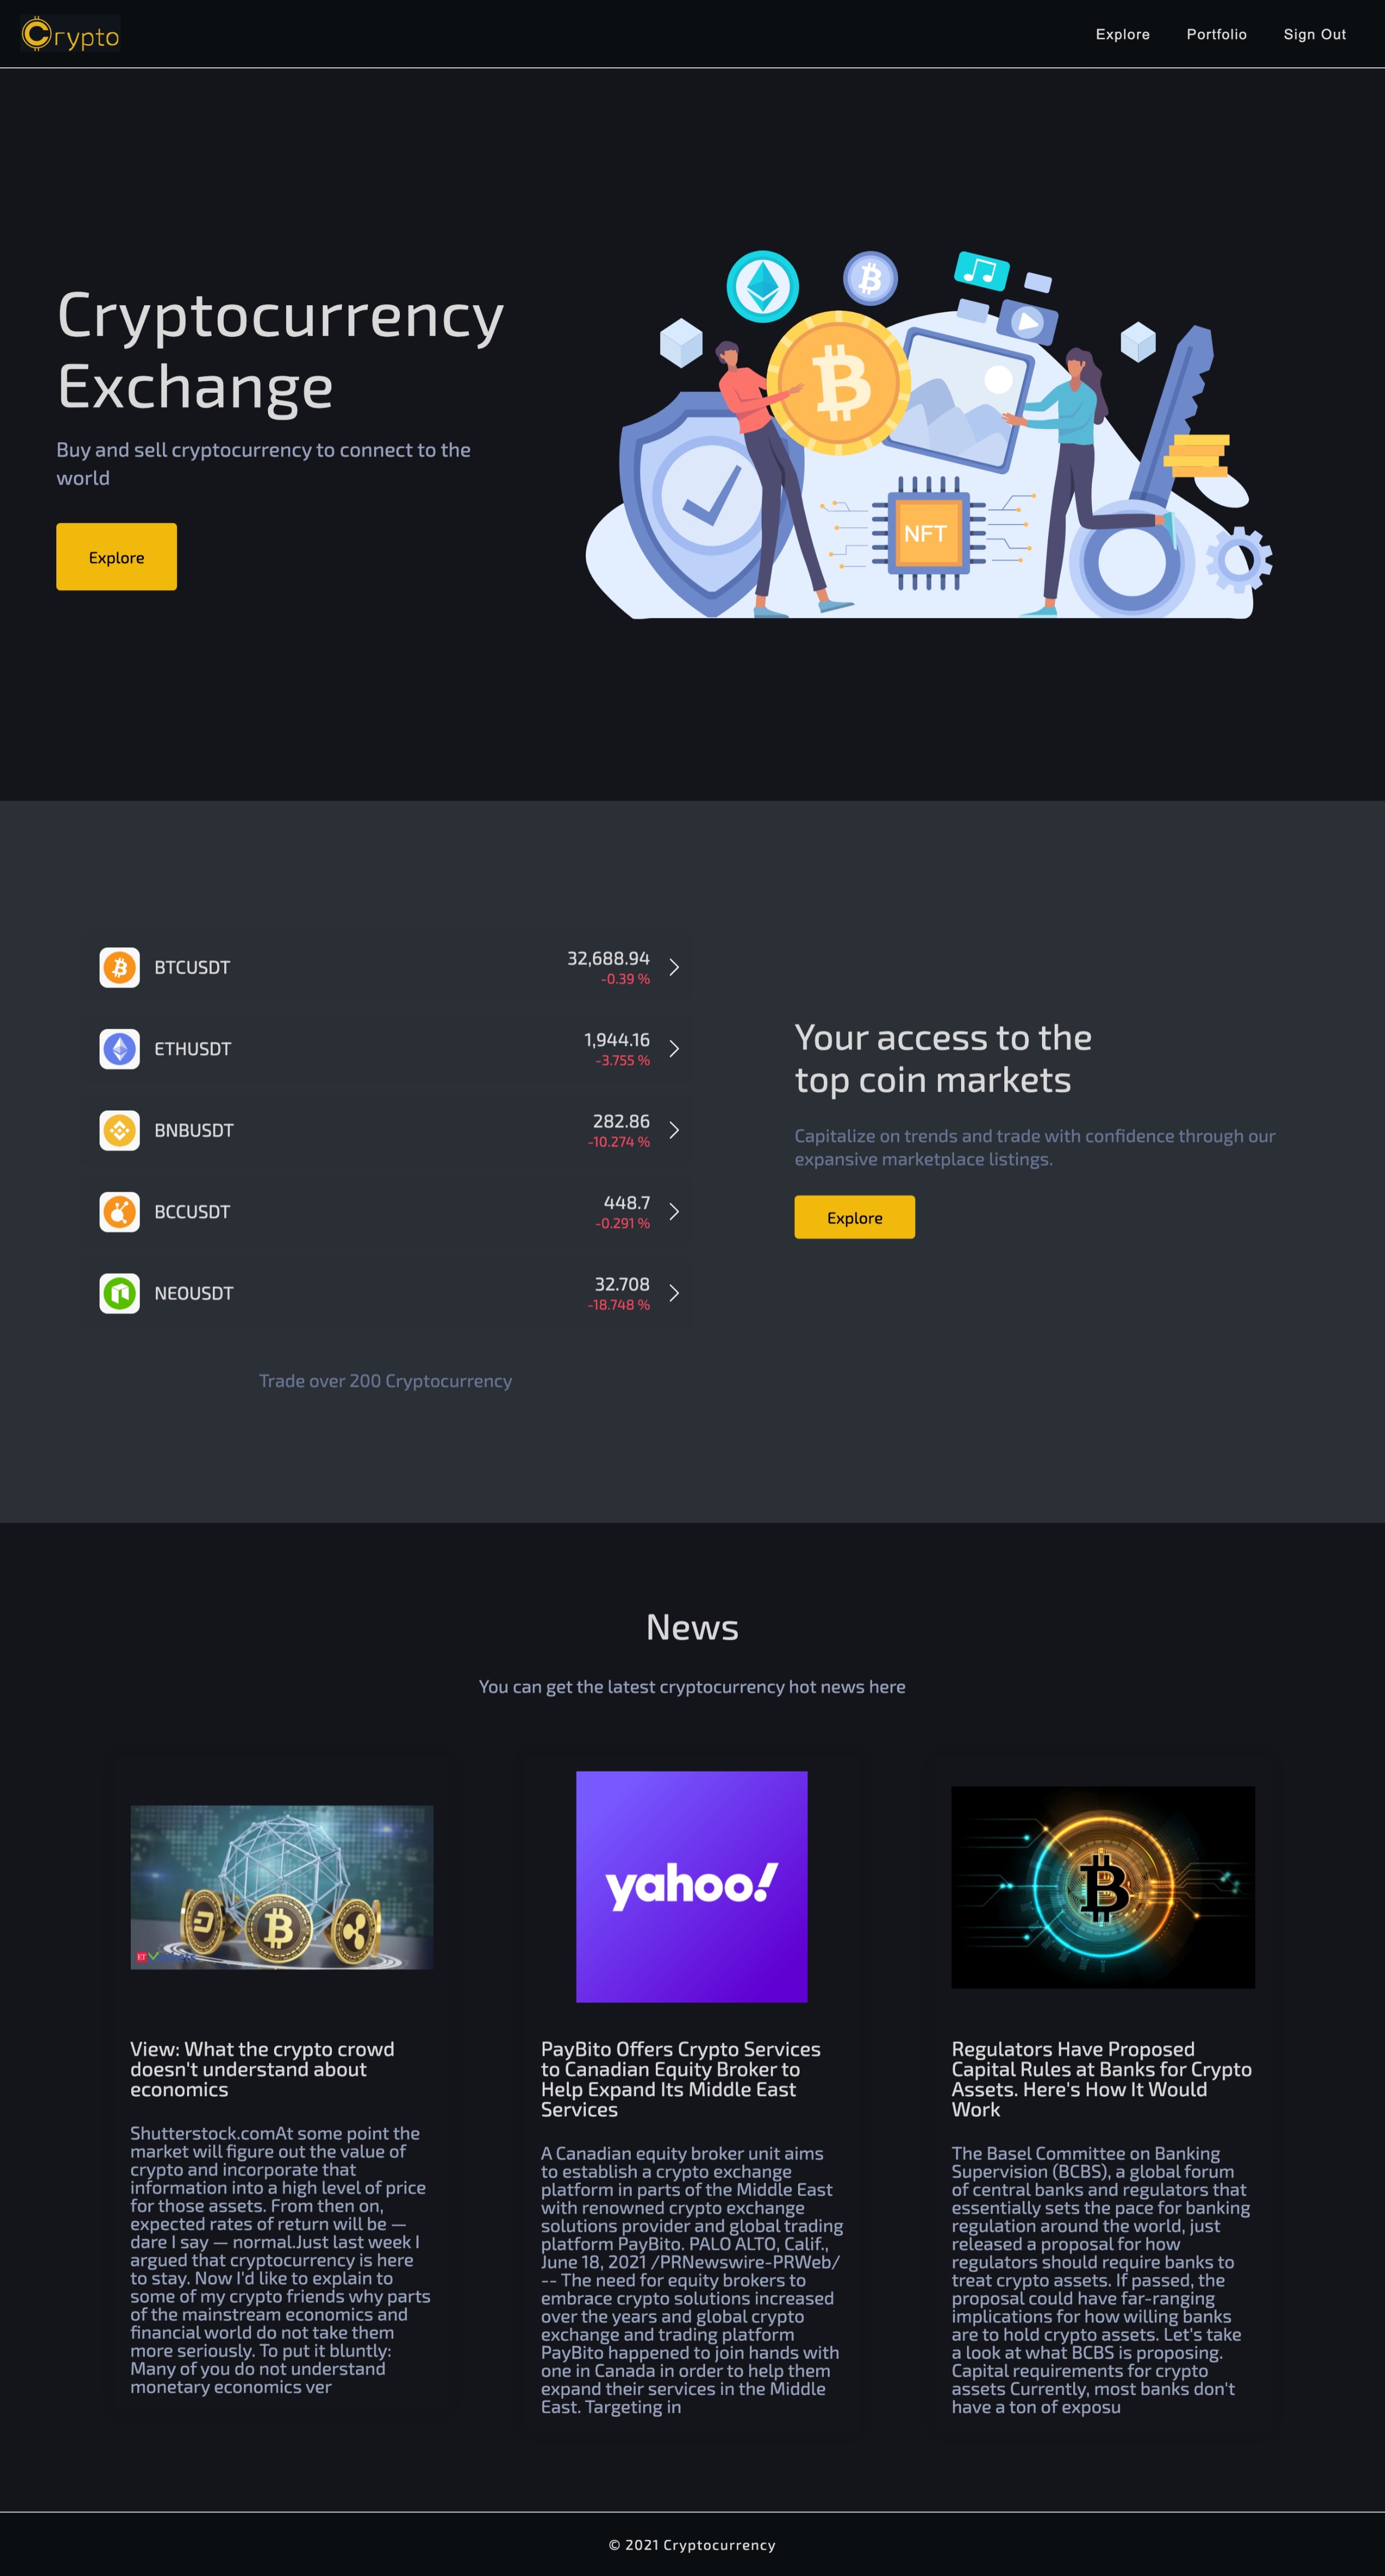 Crypto
Explore
Portfolio
Sign Out
Cryptocurrency
Exchange
Buy and sell cryptocurrency to connect to the
world
Explore
NFT
BTCUSDT
32,688.94
-0.39 %
ETHUSDT
1,944.16
-3.755 %
BNBUSDT
282.86
-10.274 %
BCCUSDT
448.7
-0.291 %
NEOUSDT
32.708
-18.748 %
Trade over 200 Cryptocurrency
Your access to the
top coin markets
Capitalize on trends and trade with confidence through our
expansive marketplace listings.
Explore
News
You can get the latest cryptocurrency hot news here
ET
View: What the crypto crowd
doesn't understand about
economics
Shutterstock.comAt some point the
market will figure out the value of
crypto and incorporate that
information into a high level of price
for those assets. From then on,
expected rates of return will be —
dare I say — normal.Just last week I
argued that cryptocurrency is here
to stay. Now I'd like to explain to
some of my crypto friends why parts
of the mainstream economics and
financial world do not take them
more seriously. To put it bluntly:
Many of you do not understand
monetary economics ver
yahoo!
PayBito Offers Crypto Services
to Canadian Equity Broker to
Help Expand Its Middle East
Services
A Canadian equity broker unit aims
to establish a crypto exchange
platform in parts of the Middle East
with renowned crypto exchange
solutions provider and global trading
platform PayBito. PALO ALTO, Calif.,
June 18, 2021 /PRNewswire-PRWeb/
-- The need for equity brokers to
embrace crypto solutions increased
over the years and global crypto
exchange and trading platform
PayBito happened to join hands with
one in Canada in order to help them
expand their services in the Middle
East. Targeting in
Regulators Have Proposed
Capital Rules at Banks for Crypto
Assets. Here's How It Would
Work
The Basel Committee on Banking
Supervision (BCBS), a global forum
of central banks and regulators that
essentially sets the pace for banking
regulation around the world, just
released a proposal for how
regulators should require banks to
treat crypto assets. If passed, the
proposal could have far-ranging
implications for how willing banks
are to hold crypto assets. Let's take
a look at what BCBS is proposing.
Capital requirements for crypto
assets Currently, most banks don't
have a ton of exposu
© 2021 Cryptocurrency